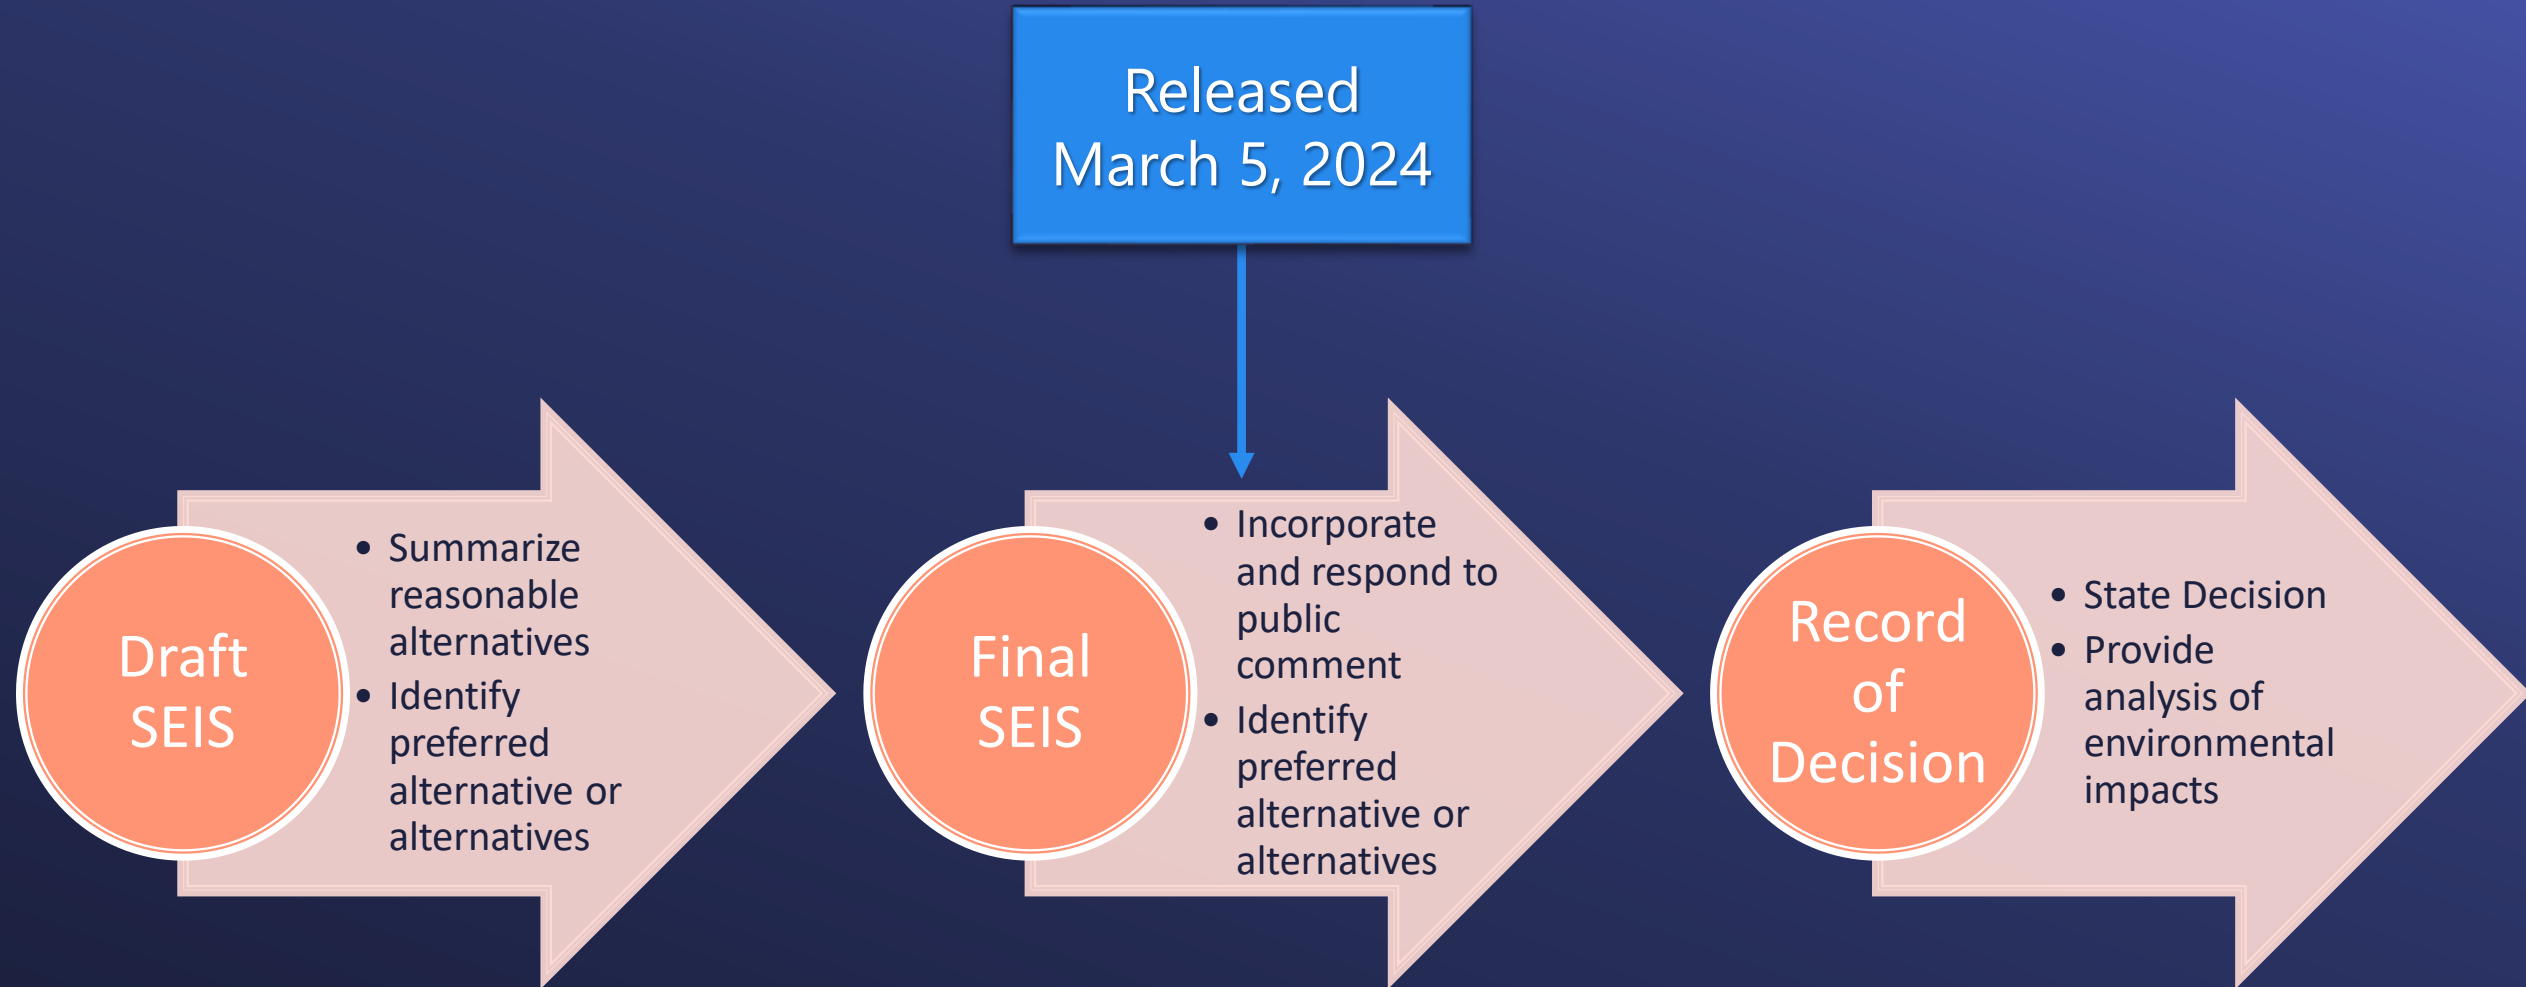 Released
March 5, 2024
Draft
SEIS
• Summarize
reasonable
alternatives
• Identify
preferred
alternative or
alternatives
Final
SEIS
• Incorporate
and respond to
public
comment
• Identify
preferred
alternative or
alternatives
Record
of
Decision
• State Decision
• Provide
analysis of
environmental
impacts